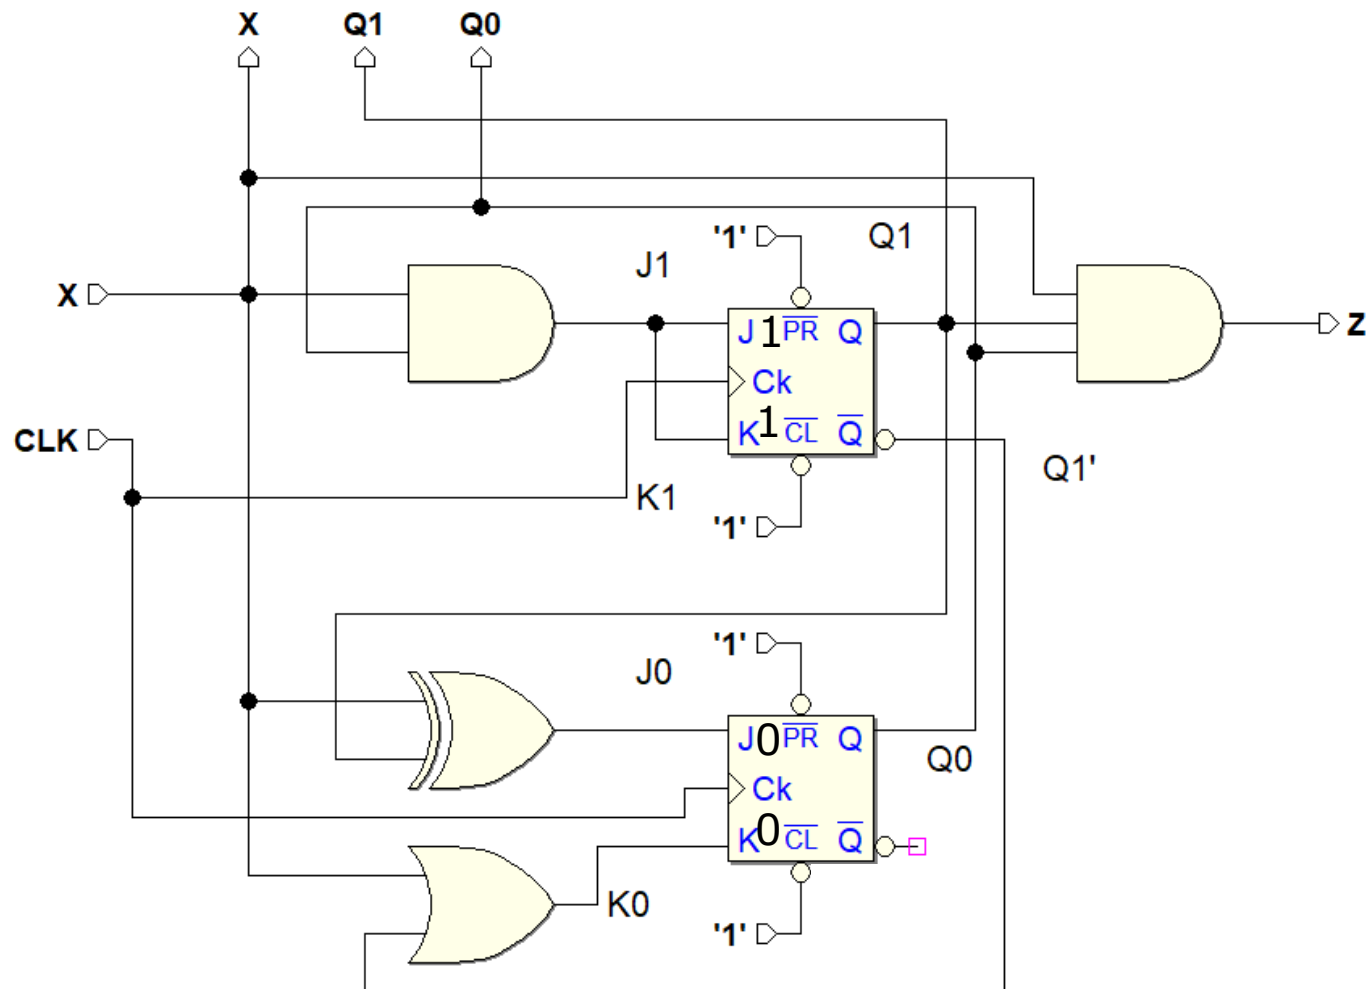 X Q1 Q0
'1' Q1
J1
X
J 1 PR Q
Z
Ck
CLK
K 1 CL Q
Q1'
K1
'1'
'1'
J0
J 0 PR Q
Q0
Ck
K 0 CL Q
K0
'1'